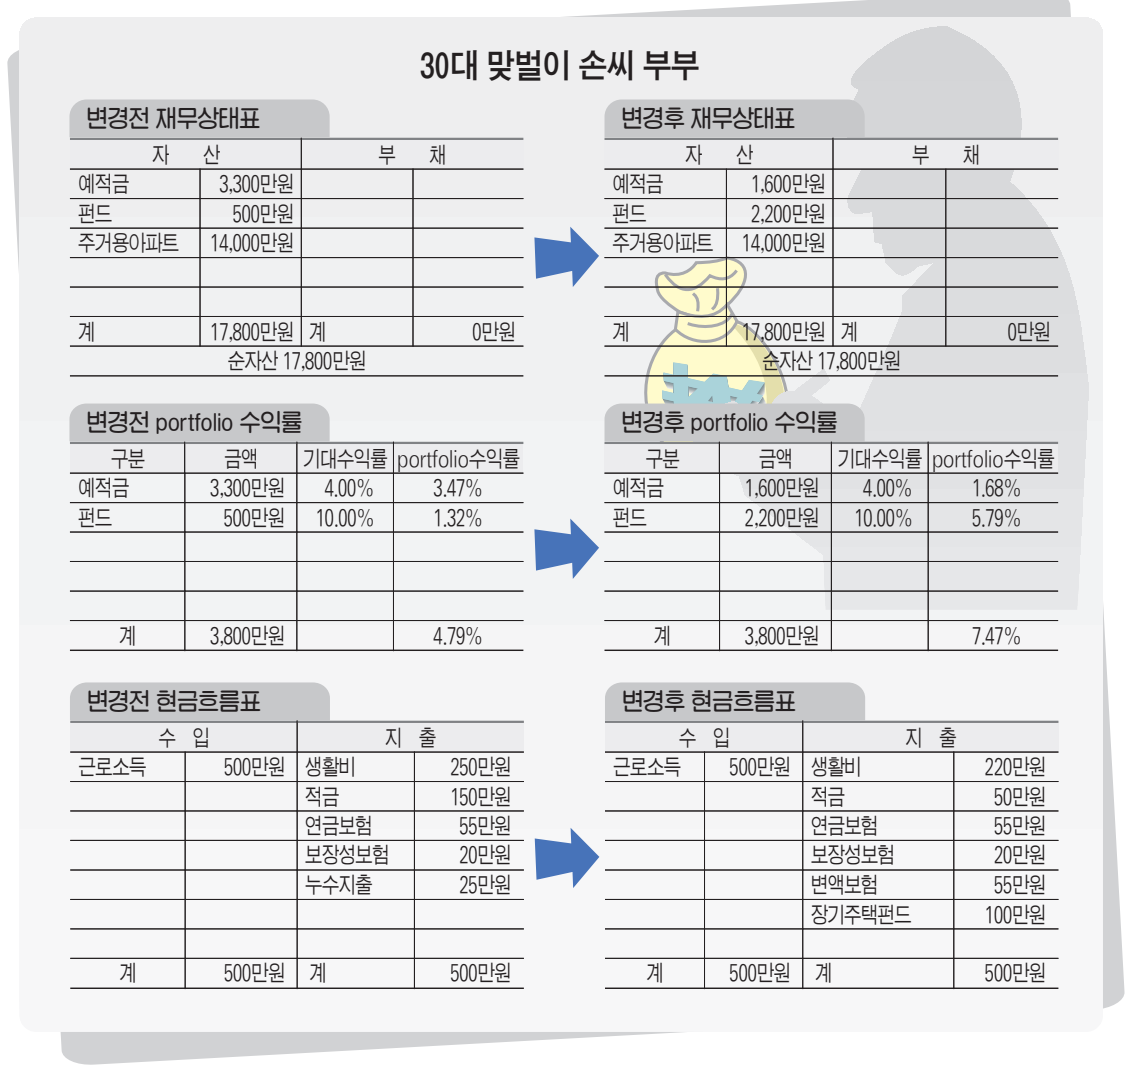 30대 맞벌이 손씨 부부
변경전 재무상태표
자 산 부 채
예적금 3,300만원
펀드 500만원
주거용아파트 14,000만원
계 17,800만원 계 0만원
순자산 17,800만원
변경후 재무상태표
자 산 부 채
예적금 1,600만원
펀드 2,200만원
주거용아파트 14,000만원
계 17,800만원 계 0만원
순자산 17,800만원
변경전 portfolio 수익률
구분 금액 기대수익률 portfolio수익률
예적금 3,300만원 4.00% 3.47%
펀드 500만원 10.00% 1.32%
계 3,800만원 4.79%
변경후 portfolio 수익률
구분 금액 기대수익률 portfolio수익률
예적금 1,600만원 4.00% 1.68%
펀드 2,200만원 10.00% 5.79%
계 3,800만원 7.47%
변경전 현금흐름표
수 입 지 출
근로소득 500만원 생활비 250만원
적금 150만원
연금보험 55만원
보장성보험 20만원
누수지출 25만원
계 500만원 계 500만원
변경후 현금흐름표
수 입 지 출
근로소득 500만원 생활비 220만원
적금 50만원
연금보험 55만원
보장성보험 20만원
변액보험 55만원
장기주택펀드 100만원
계 500만원 계 500만원